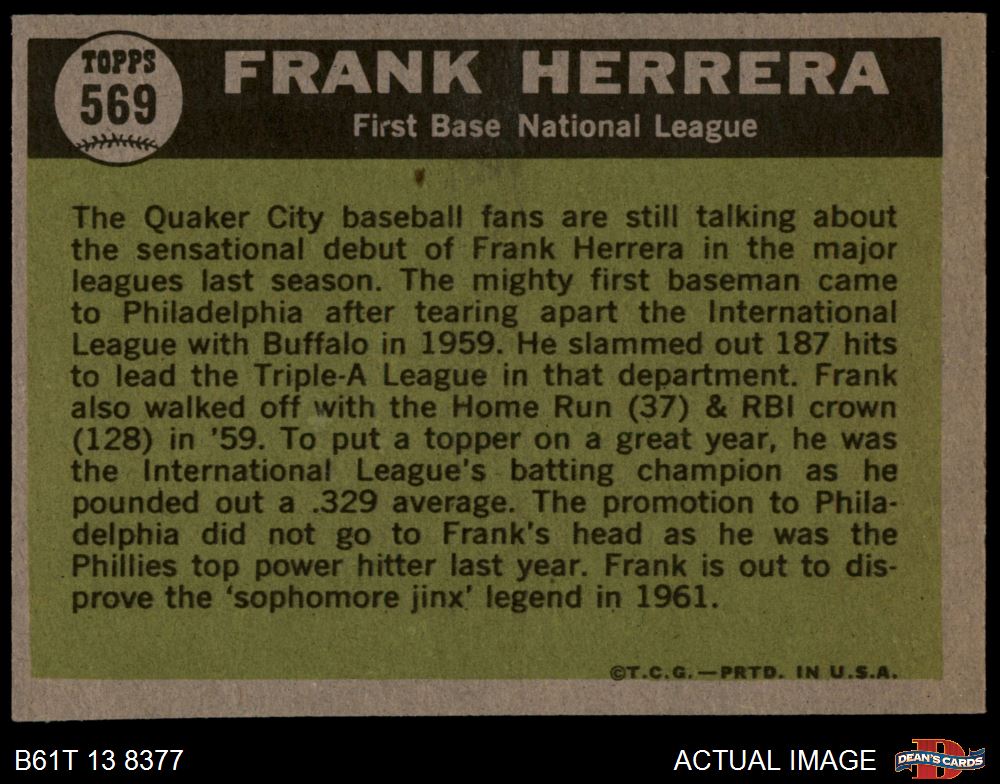 TOPPS
569
FRANK HERRERA
First Base National League
The Quaker City baseball fans are still talking about
the sensational debut of Frank Herrera in the major
leagues last season. The mighty first baseman came
to Philadelphia after tearing apart the International
League with Buffalo in 1959. He slammed out 187 hits
to lead the Triple-A League in that department. Frank
also walked off with the Home Run (37) & RBI crown
(128) in '59. To put a topper on a great year, he was
the International League's batting champion as he
pounded out a .329 average. The promotion to Phila-
delphia did not go to Frank's head as he was the
Phillies top power hitter last year. Frank is out to dis-
prove the 'sophomore jinx' legend in 1961.
©T.C.G.—PRTD. IN U.S.A.
B61T 13 8377
ACTUAL IMAGE
DEAN'S CARDS